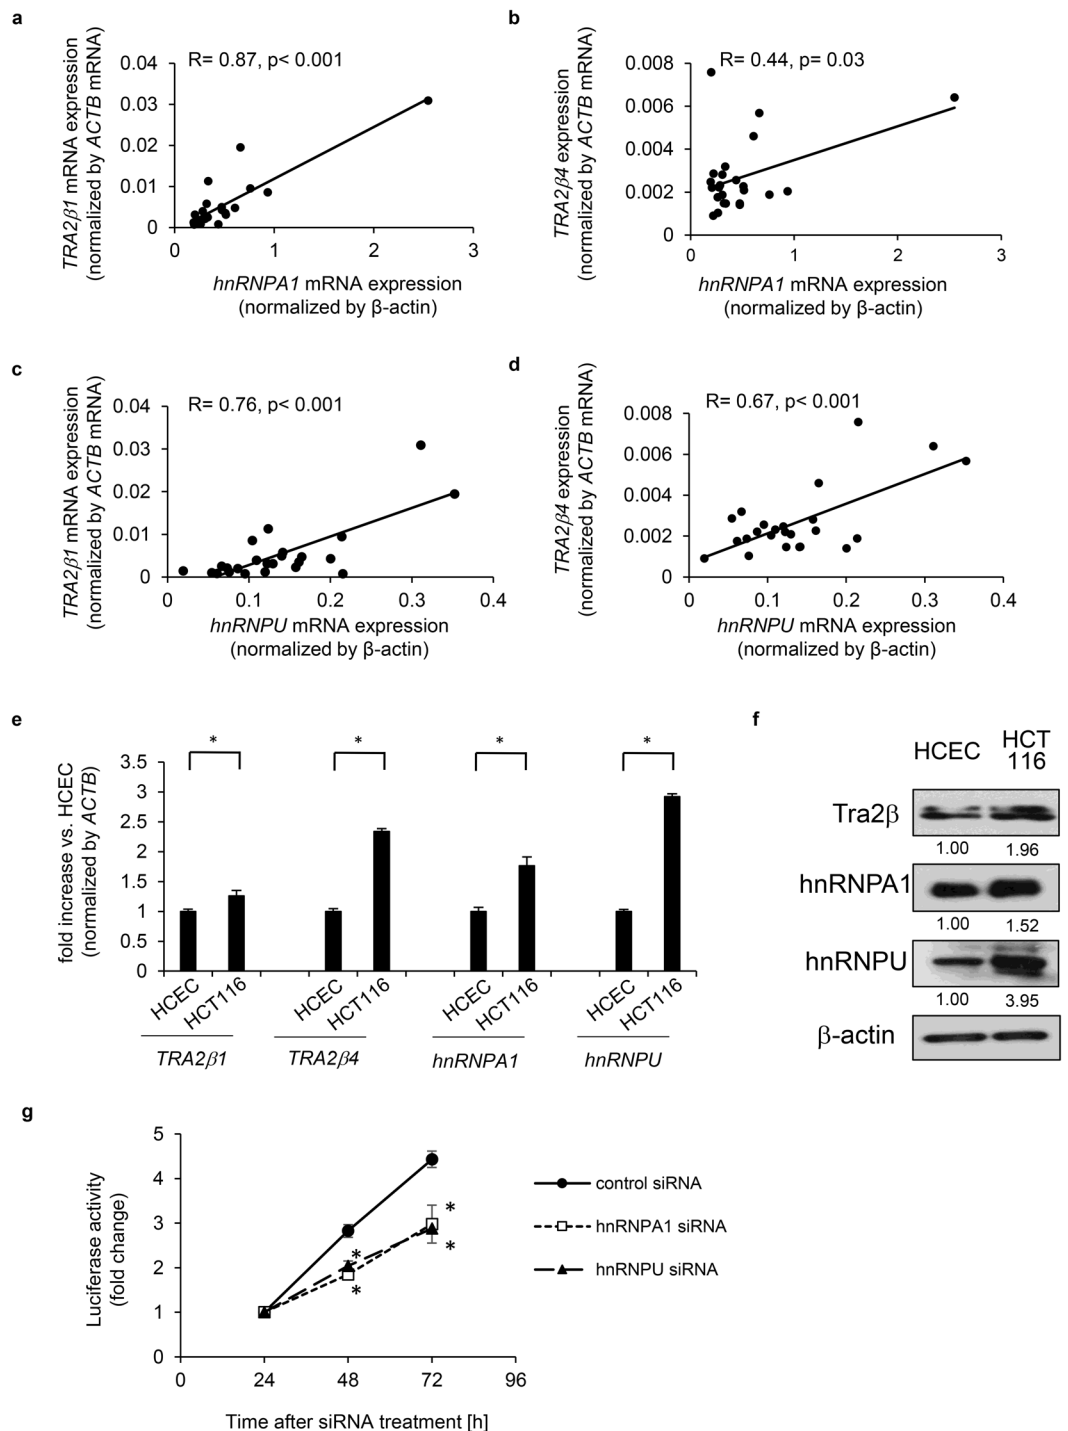 a
TRA2β1 mRNA expression
(normalized by ACTB mRNA)
R= 0.87, p< 0.001
0.04
0.03
0.02
0.01
0
0 1 2 3
hnRNPA1 mRNA expression
(normalized by β-actin)
b
TRA2β4 expression
(normalized by ACTB mRNA)
R= 0.44, p= 0.03
0.008
0.006
0.004
0.002
0
0 1 2 3
hnRNPA1 mRNA expression
(normalized by β-actin)
c
TRA2β1 mRNA expression
(normalized by ACTB mRNA)
R= 0.76, p< 0.001
0.04
0.03
0.02
0.01
0
0 0.1 0.2 0.3 0.4
hnRNPU mRNA expression
(normalized by β-actin)
d
TRA2β4 expression
(normalized by ACTB mRNA)
R= 0.67, p< 0.001
0.008
0.006
0.004
0.002
0
0 0.1 0.2 0.3 0.4
hnRNPU mRNA expression
(normalized by β-actin)
e
fold increase vs. HCEC
(normalized by ACTB)
* * * *
3.5
3
2.5
2
1.5
1
0.5
0
HCEC HCT116 HCEC HCT116 HCEC HCT116 HCEC HCT116
TRA2β1 TRA2β4 hnRNPA1 hnRNPU
f
HCEC HCT
116
Tra2β
1.00 1.96
hnRNPA1
1.00 1.52
hnRNPU
1.00 3.95
β-actin
g
Luciferase activity
(fold change)
5
4
3
2
1
0
*
*
*
*
0 24 48 72 96
Time after siRNA treatment [h]
control siRNA
hnRNPA1 siRNA
hnRNPU siRNA